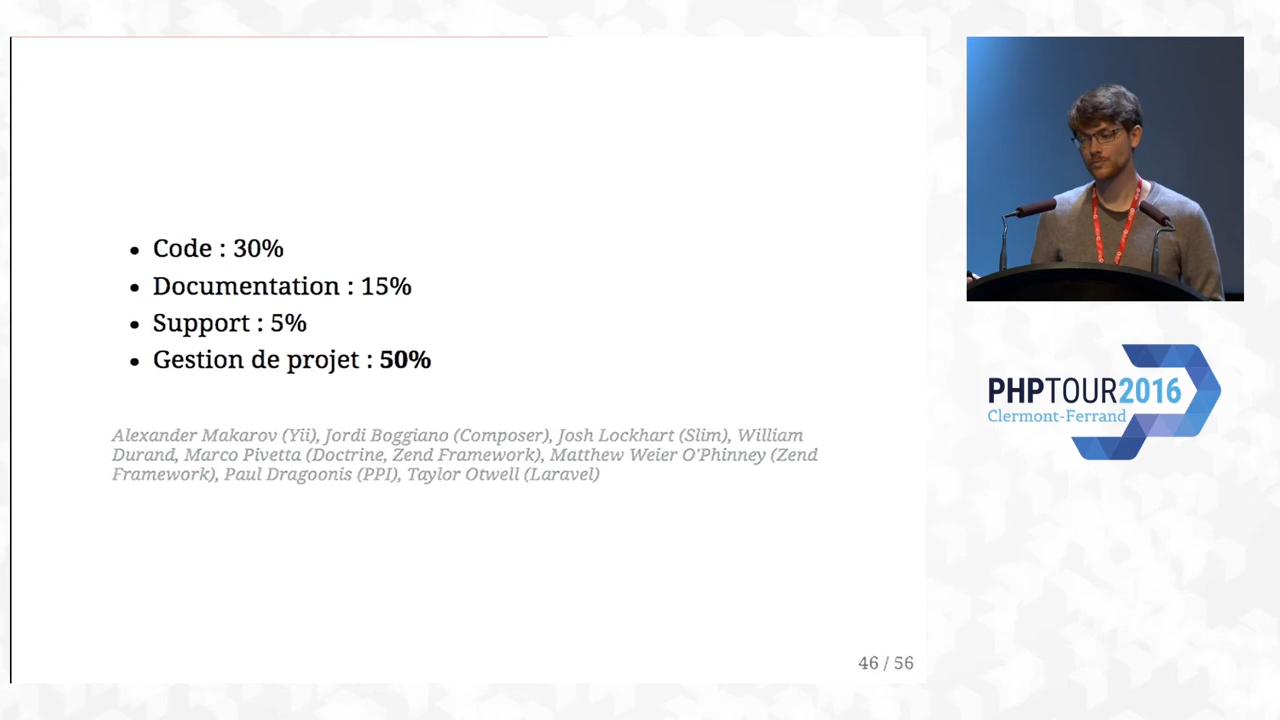 • Code : 30%
• Documentation : 15%
• Support : 5%
• Gestion de projet : 50%
Alexander Makarov (Yii), Jordi Boggiano (Composer), Josh Lockhart (Slim), William
Durand, Marco Pivetta (Doctrine, Zend Framework), Matthew Weier O'Phinney (Zend
Framework), Paul Dragoonis (PPI), Taylor Otwell (Laravel)
46 / 56
PHPTOUR2016
Clermont-Ferrand